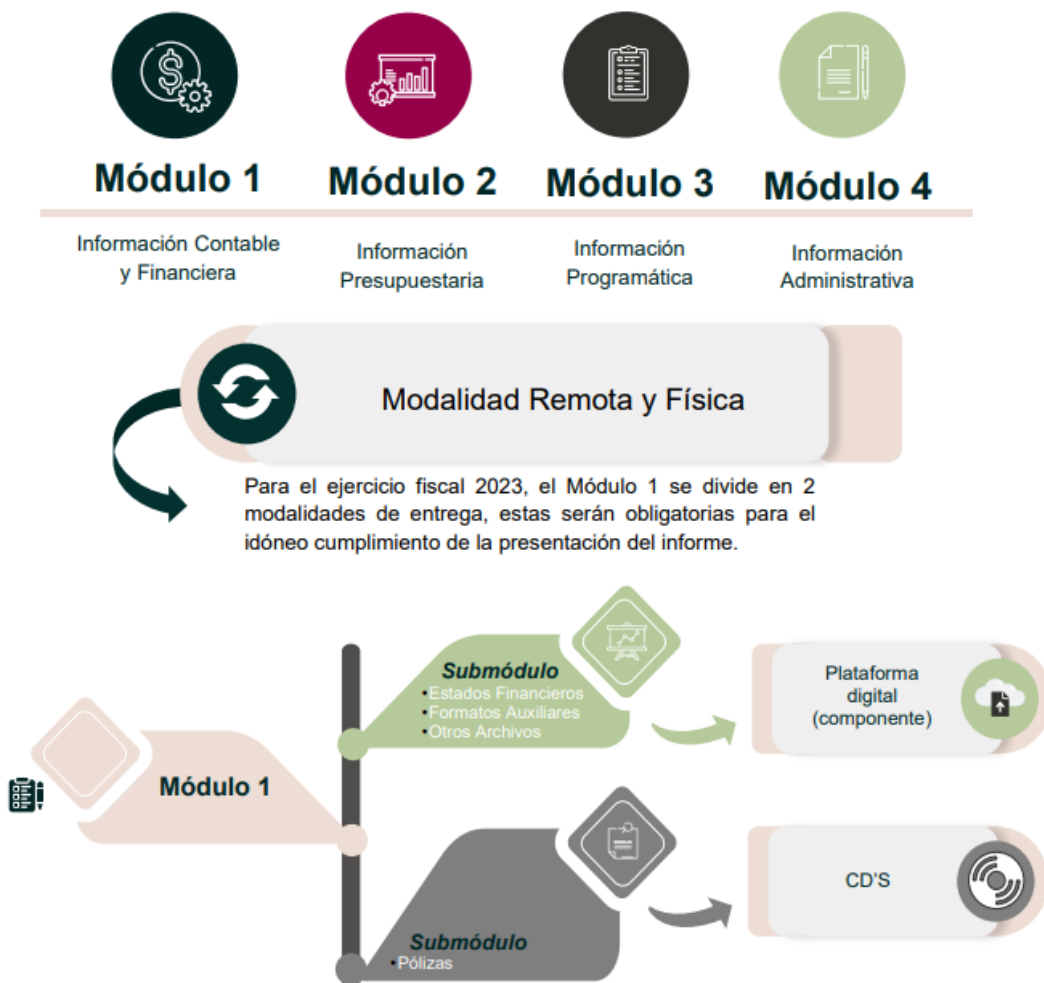 Módulo 1
Módulo 2
Módulo 3
Módulo 4
Información Contable
y Financiera
Información
Presupuestaria
Información
Programática
Información
Administrativa
Modalidad Remota y Física
Para el ejercicio fiscal 2023, el Módulo 1 se divide en 2
modalidades de entrega, estas serán obligatorias para el
idóneo cumplimiento de la presentación del informe.
Módulo 1
Submódulo
•Estados Financieros
•Formatos Auxiliares
•Otros Archivos
Plataforma
digital
(componente)
Submódulo
•Pólizas
CD'S